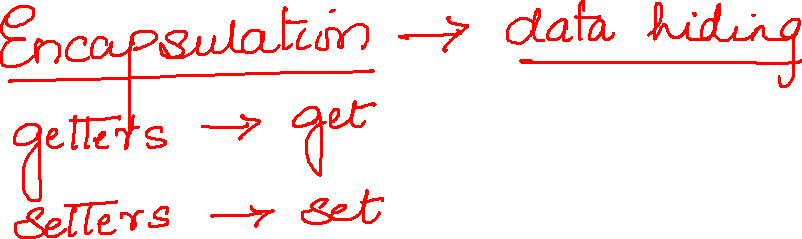 Encapsulation → data hiding
getters → get
setters → set